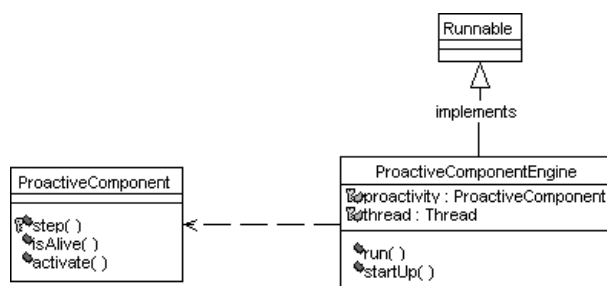 Runnable
implements
ProactiveComponentEngine
proactivity : ProactiveComponent
thread : Thread
run( )
startUp( )
ProactiveComponent
step( )
isAlive( )
activate( )